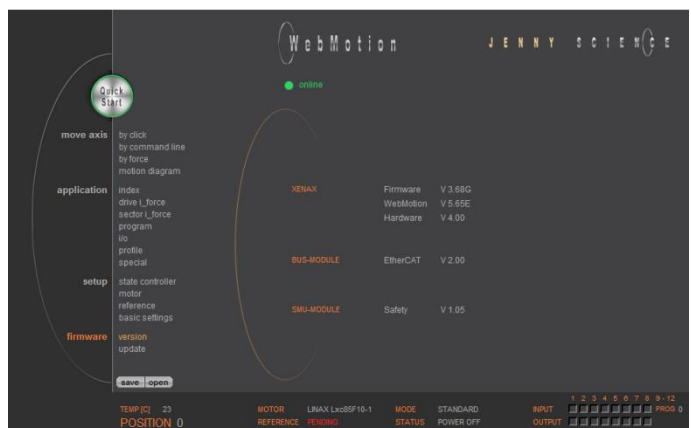 WebMotion
JENNY SCIENCE
online
Quick
Start
move axis
by click
by command line
by force
motion diagram
application
index
drive i_force
sector i_force
program
i/o
profile
special
setup
state controller
motor
reference
basic settings
firmware
version
update
save open
XENAX Firmware V 3.68G
WebMotion V 5.65E
Hardware V 4.00
BUS-MODULE EtherCAT V 2.00
SMU-MODULE Safety V 1.05
1 2 3 4 5 6 7 8 9-12
TEMP [C] 23 MOTOR LINAX Lxc85F10-1 MODE STANDARD INPUT PROG 0
POSITION 0 REFERENCE PENDING STATUS POWER OFF OUTPUT